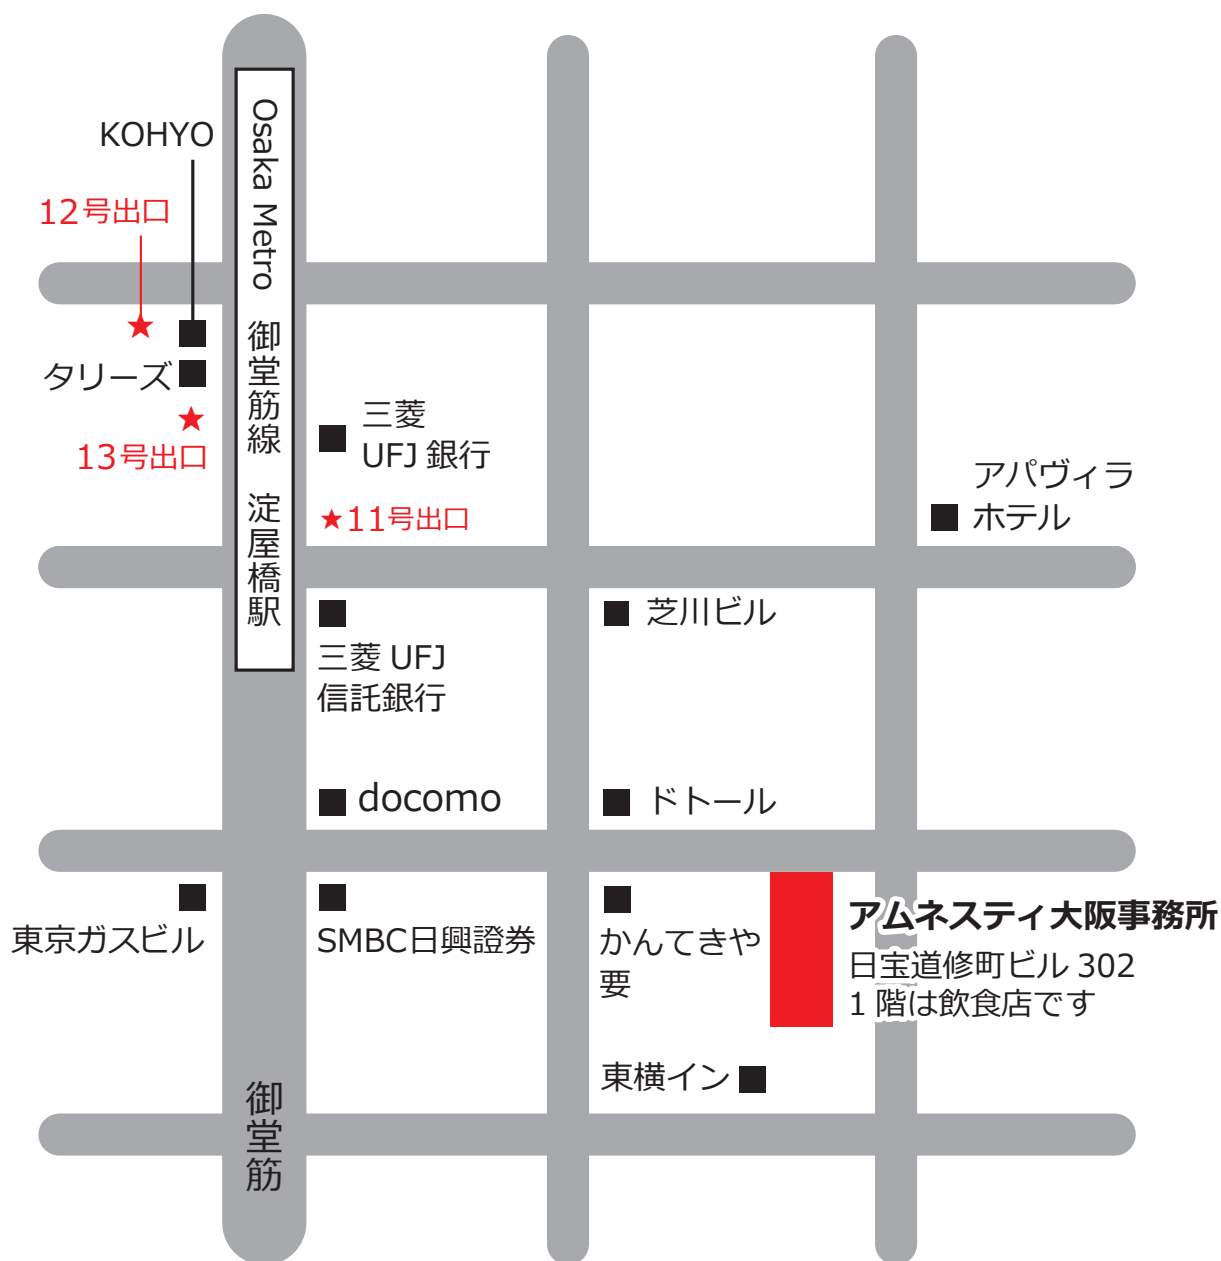 KOHYO
12号出口
Osaka Metro 御堂筋線 淀屋橋駅
タリーズ
13号出口
三菱
UFJ 銀行
11号出口
アパヴィラ
ホテル
三菱 UFJ
信託銀行
芝川ビル
docomo
ドトール
東京ガスビル
SMBC日興證券
かんてきや
要
アムネスティ大阪事務所
日宝道修町ビル 302
1 階は飲食店です
東横イン
御堂筋